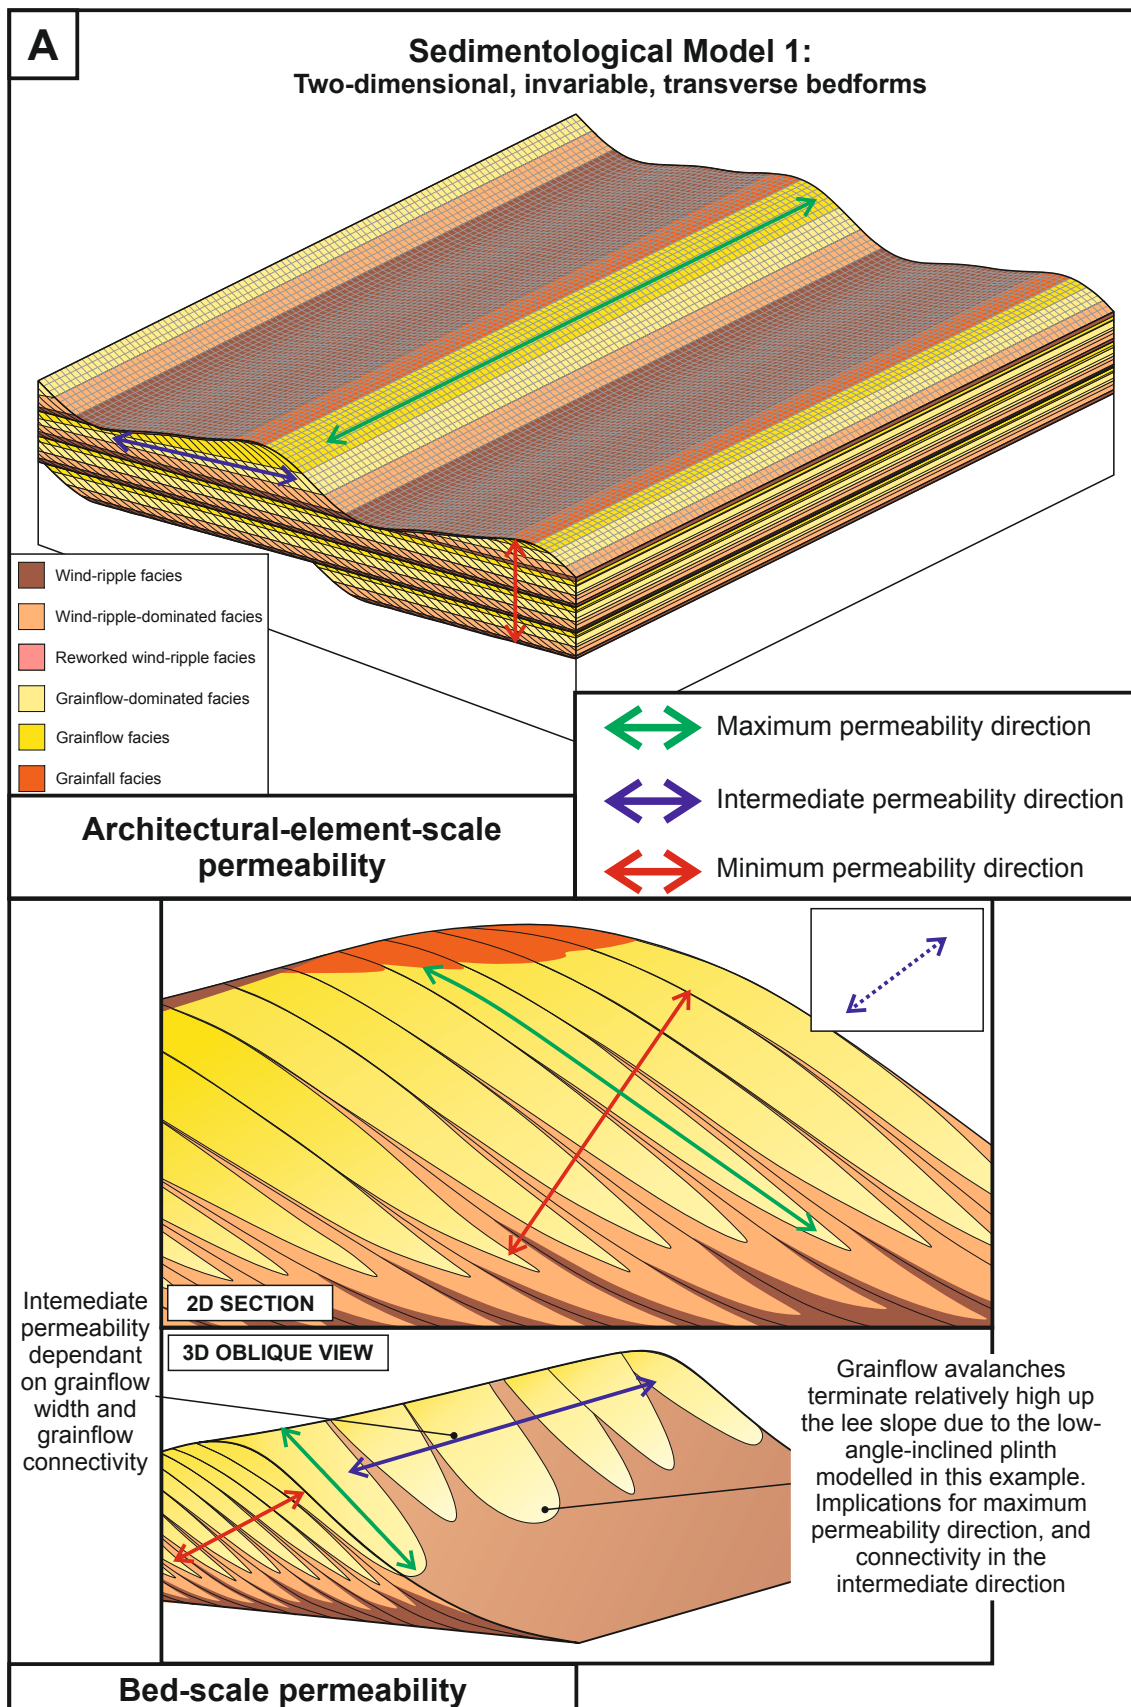 A
Sedimentological Model 1:
Two-dimensional, invariable, transverse bedforms
Wind-ripple facies
Wind-ripple-dominated facies
Reworked wind-ripple facies
Grainflow-dominated facies
Grainflow facies
Grainfall facies
Maximum permeability direction
Intermediate permeability direction
Minimum permeability direction
Architectural-element-scale
permeability
2D SECTION
3D OBLIQUE VIEW
Intemediate
permeability
dependant
on grainflow
width and
grainflow
connectivity
Grainflow avalanches
terminate relatively high up
the lee slope due to the low-
angle-inclined plinth
modelled in this example.
Implications for maximum
permeability direction, and
connectivity in the
intermediate direction
Bed-scale permeability